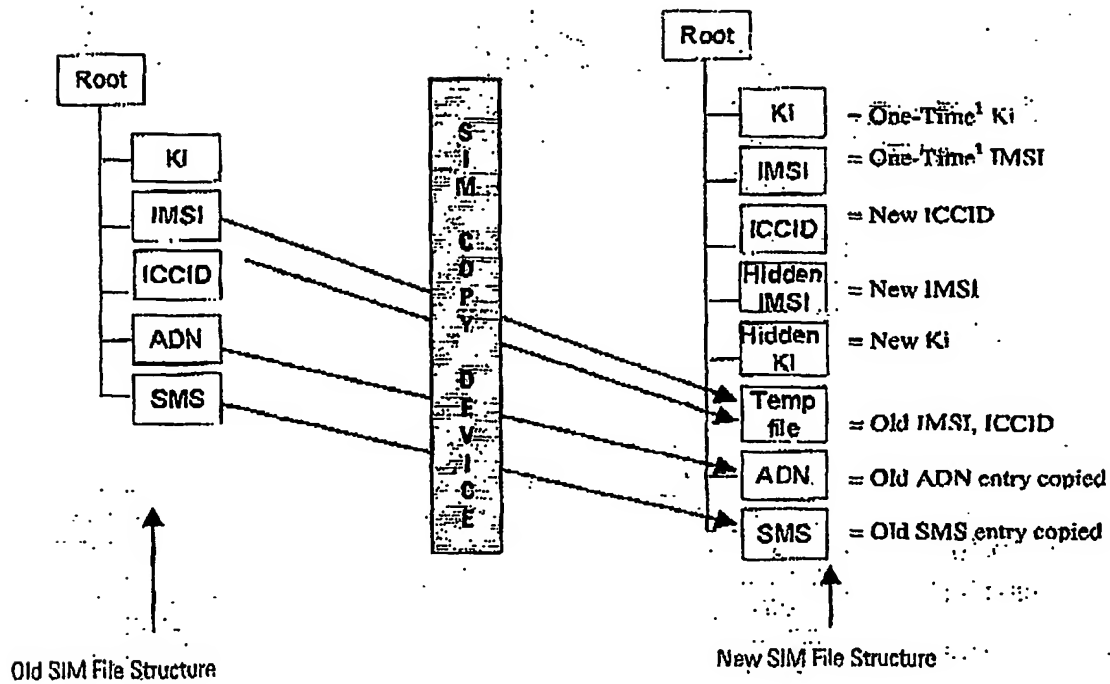 Root
KI
IMSI
ICCID
ADN
SMS
Old SIM File Structure
SIM COPY DEVICE
Root
KI
= One-Time¹ Ki
IMSI
= One-Time¹ IMSI
ICCID
= New ICCID
Hidden
IMSI
= New IMSI
Hidden
KI
= New Ki
Temp
file
= Old IMSI, ICCID
ADN
= Old ADN entry copied
SMS
= Old SMS entry copied
New SIM File Structure